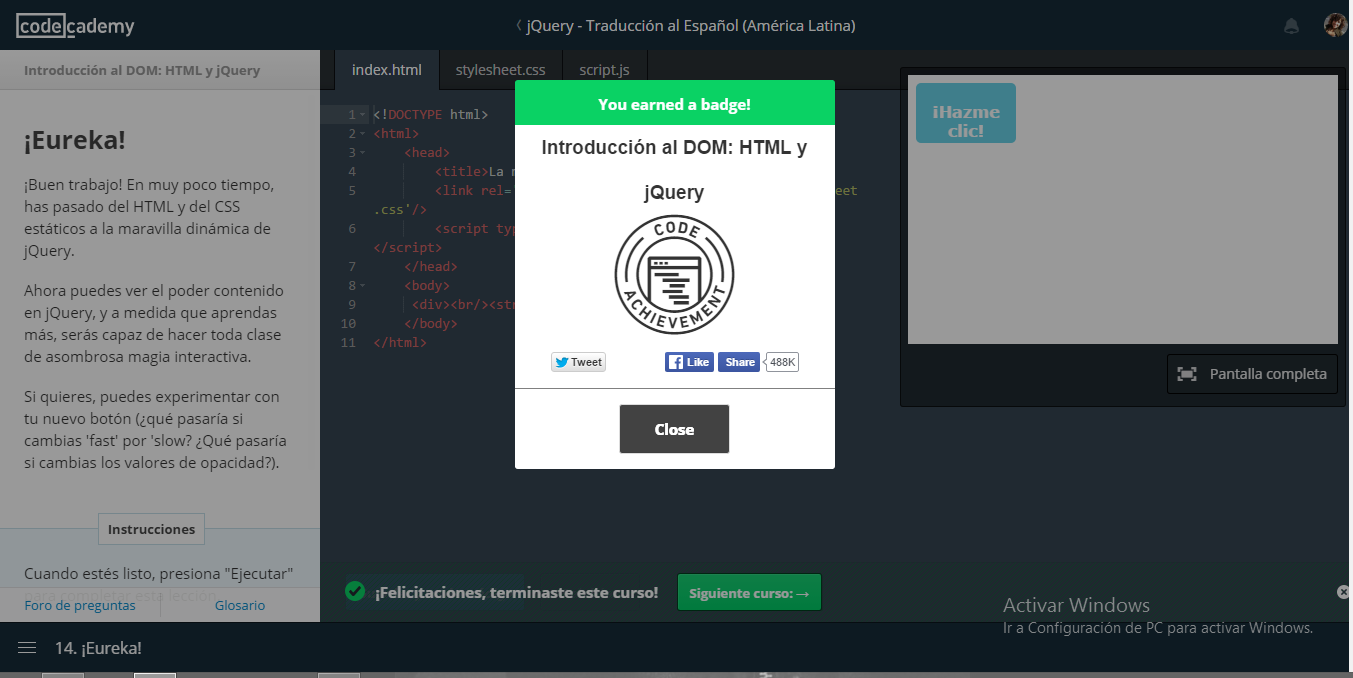 codecademy
jQuery - Traducción al Español (América Latina)
Introducción al DOM: HTML y jQuery
¡Eureka!
¡Buen trabajo! En muy poco tiempo,
has pasado del HTML y del CSS
estáticos a la maravilla dinámica de
jQuery.
Ahora puedes ver el poder contenido
en jQuery, y a medida que aprendas
más, serás capaz de hacer toda clase
de asombrosa magia interactiva.
Si quieres, puedes experimentar con
tu nuevo botón (¿qué pasaría si
cambias 'fast' por 'slow? ¿Qué pasaría
si cambias los valores de opacidad?).
Instrucciones
Cuando estés listo, presiona "Ejecutar"
para completar esta lección.
Foro de preguntas
Glosario
14. ¡Eureka!
index.html
stylesheet.css
script.js
1 <!DOCTYPE html>
2 <html>
3 <head>
4 <title>La
5 <link rel= eet
.css'/>
6 <script typ
</script>
7 </head>
8 <body>
9 <div><br/><str
10 </body>
11 </html>
You earned a badge!
Introducción al DOM: HTML y
jQuery
CODE
ACHIEVEMENT
Tweet
Like
Share
488K
Close
¡Hazme
clic!
Pantalla completa
¡Felicitaciones, terminaste este curso!
Siguiente curso: →
Activar Windows
Ir a Configuración de PC para activar Windows.